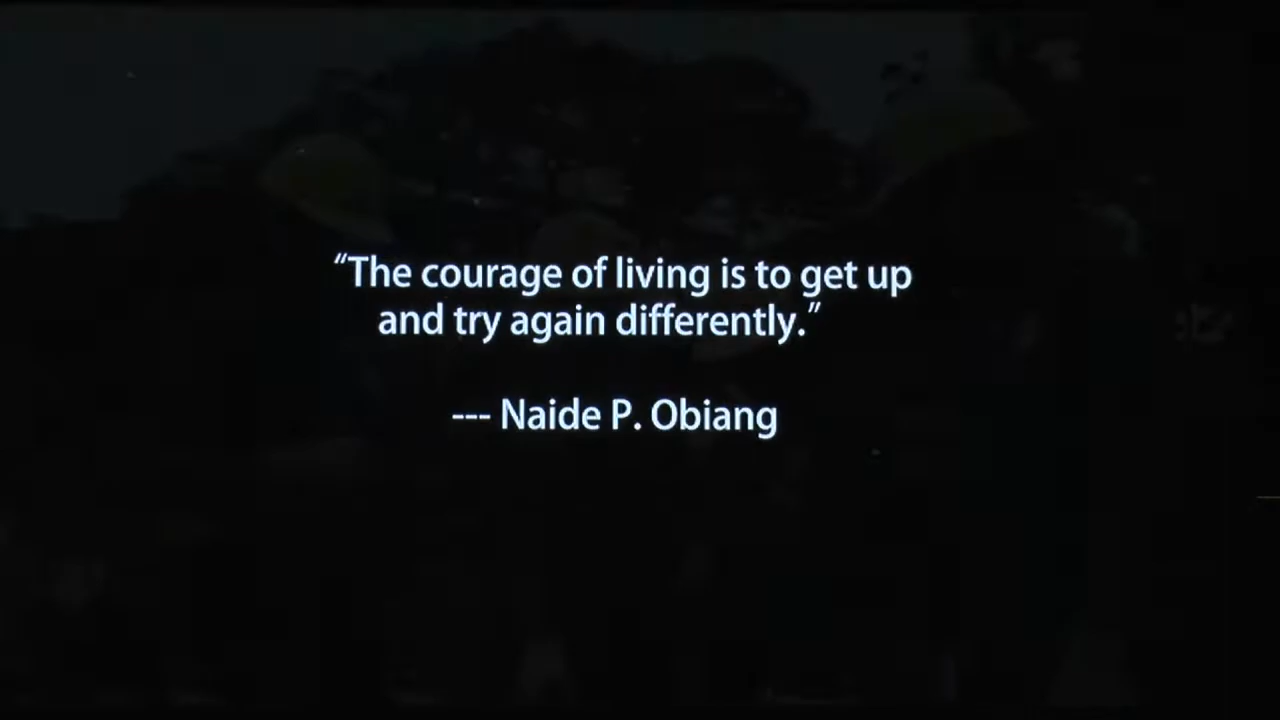 “The courage of living is to get up
and try again differently.”
--- Naide P. Obiang